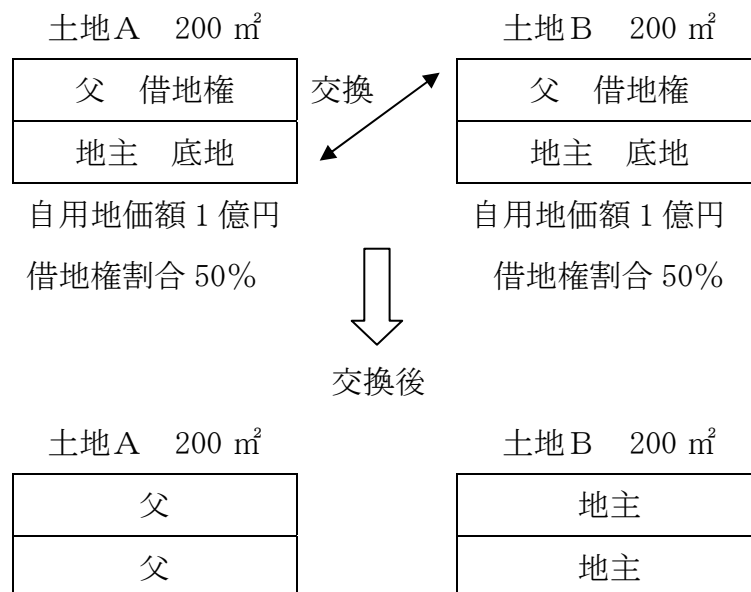 土地Ａ　200 ㎡　　土地Ｂ　200 ㎡
父　借地権　交換　父　借地権
地主　底地　　地主　底地
自用地価額１億円　　自用地価額１億円
借地権割合 50％　　借地権割合 50％
交換後
土地Ａ　200 ㎡　　土地Ｂ　200 ㎡
父　　地主
父　　地主